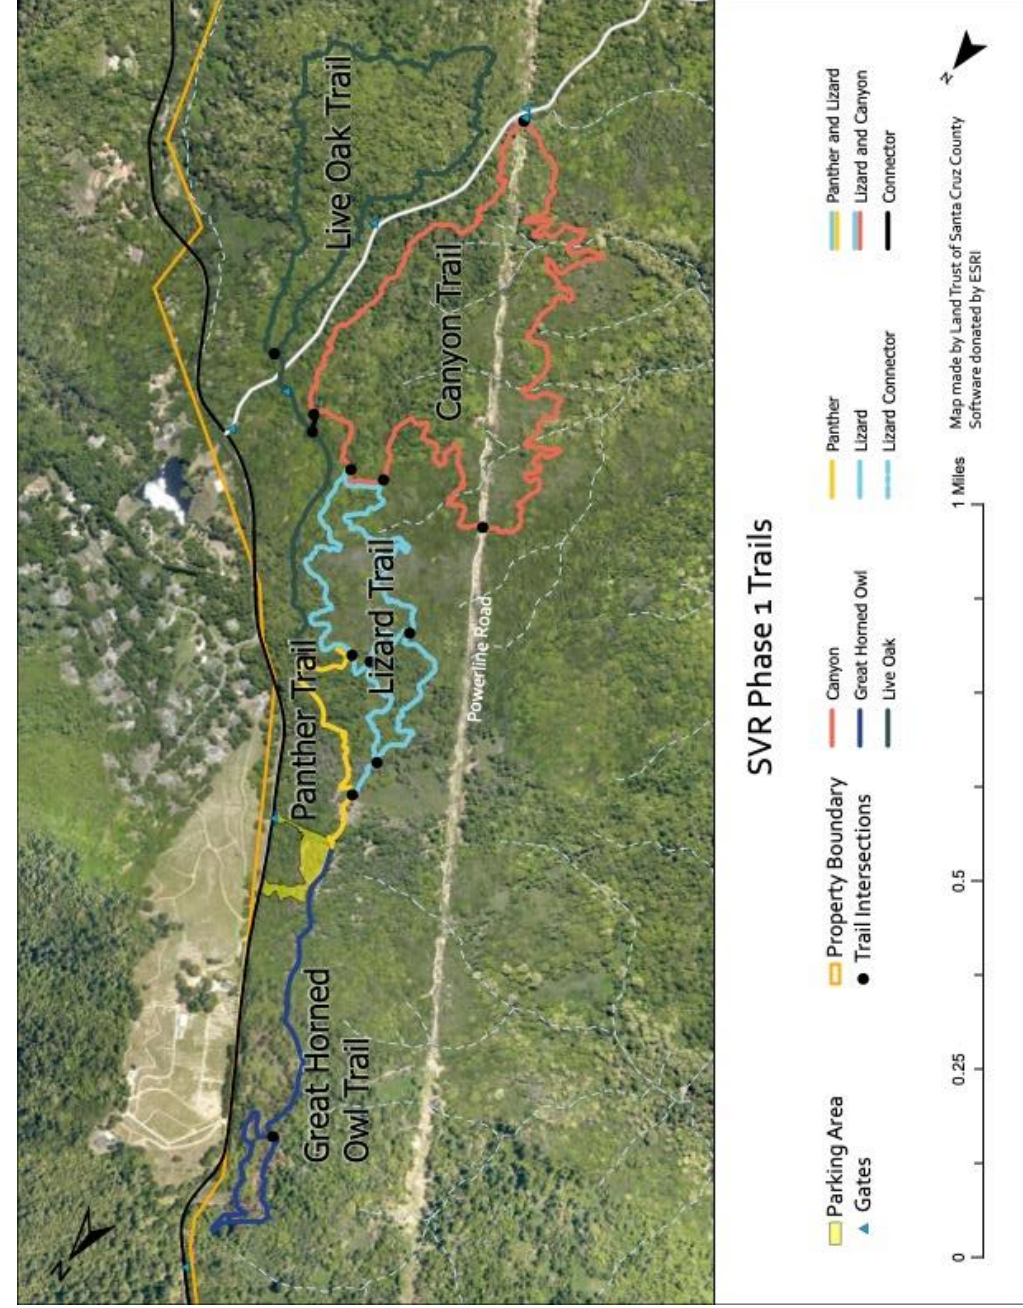 Live Oak Trail
Canyon Trail
Lizard Trail
Panther Trail
Powerline Road
Great Horned
Owl Trail
N
SVR Phase 1 Trails
Parking Area
Gates
Property Boundary
Trail Intersections
Canyon
Great Horned Owl
Live Oak
Panther
Lizard
Lizard Connector
Panther and Lizard
Lizard and Canyon
Connector
0 0.25 0.5 1 Miles
Map made by Land Trust of Santa Cruz County
Software donated by ESRI
N